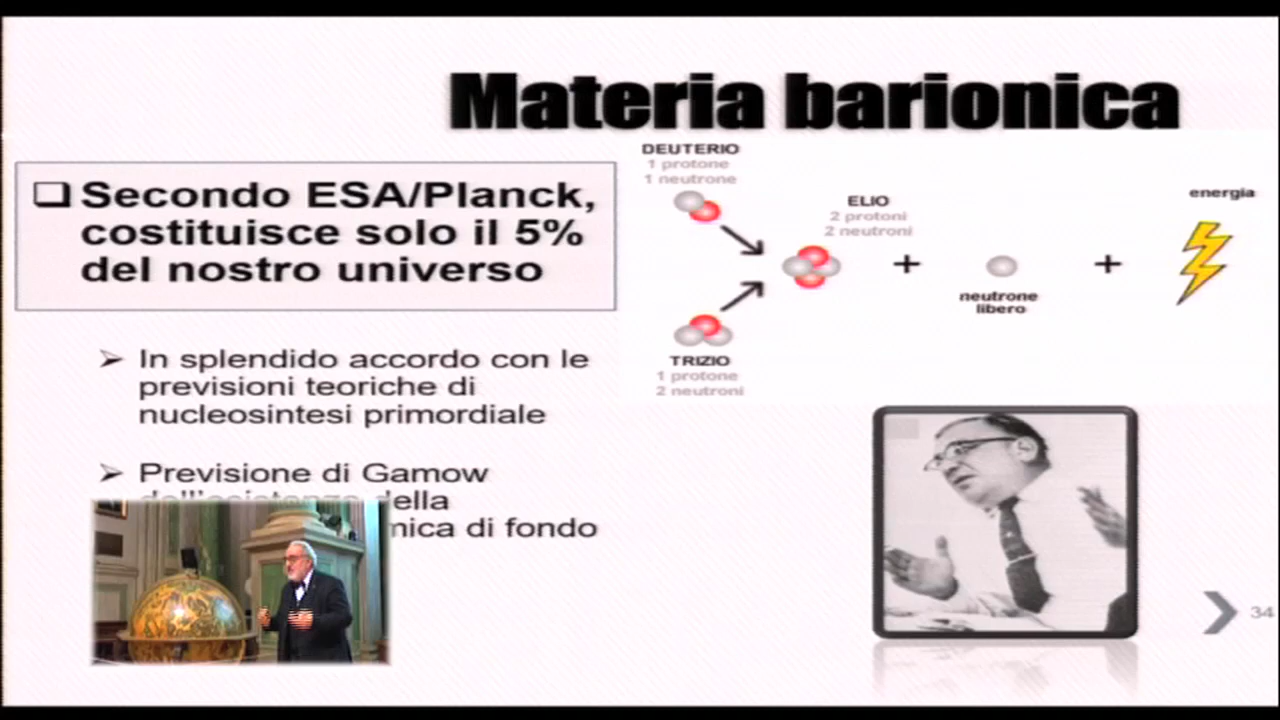 Materia barionica
Secondo ESA/Planck,
costituisce solo il 5%
del nostro universo
In splendido accordo con le
previsioni teoriche di
nucleosintesi primordiale
Previsione di Gamow
dell'esistenza della
mica di fondo
DEUTERIO
1 protone
1 neutrone
ELIO
2 protoni
2 neutroni
energia
+
+
neutrone
libero
TRIZIO
1 protone
2 neutroni
34